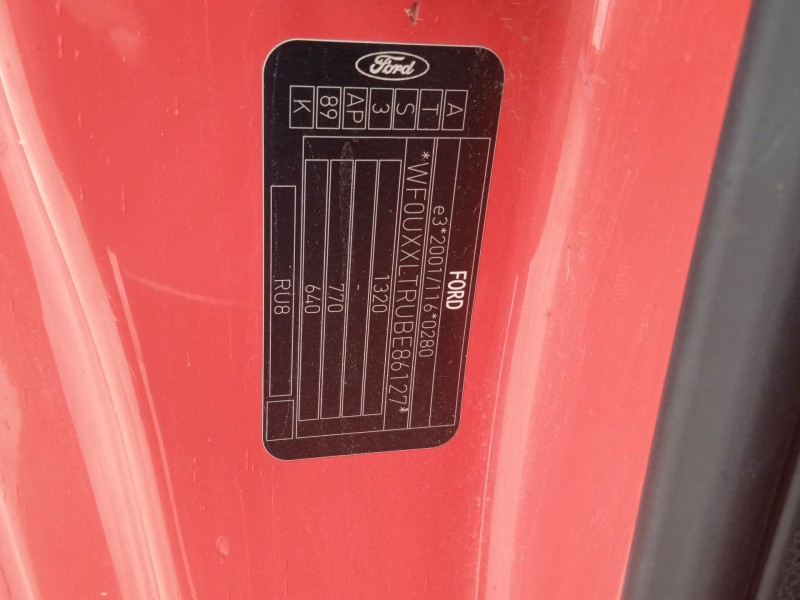 Ford
FORD
e3*2001/116*0280
*WF0UXXLTRUBE86127*
1320
-
770
640
RU8
A
T
S
3
AP
89
K